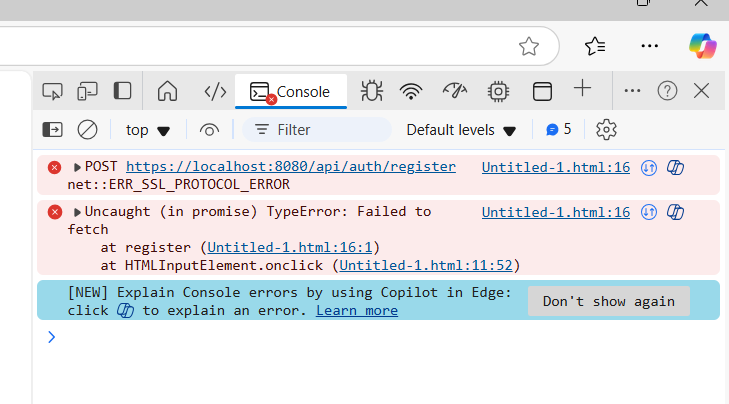 Console
top
Filter
Default levels
5
POST https://localhost:8080/api/auth/register Untitled-1.html:16
net::ERR_SSL_PROTOCOL_ERROR
Uncaught (in promise) TypeError: Failed to Untitled-1.html:16
fetch
at register (Untitled-1.html:16:1)
at HTMLInputElement.onclick (Untitled-1.html:11:52)
[NEW] Explain Console errors by using Copilot in Edge:
click to explain an error. Learn more
Don't show again